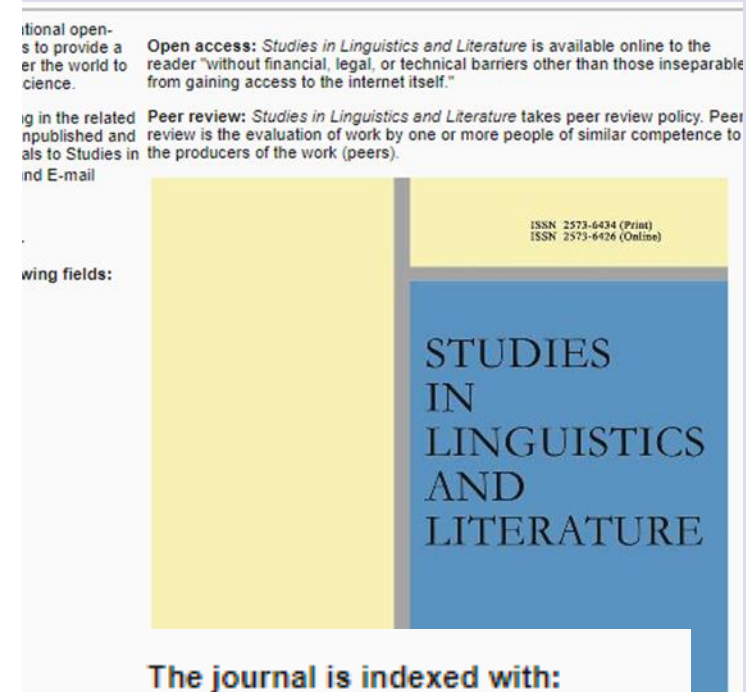 tional open-
s to provide a
er the world to
cience.
g in the related
npublished and
als to Studies in
nd E-mail
.
wing fields:
Open access: Studies in Linguistics and Literature is available online to the
reader "without financial, legal, or technical barriers other than those inseparable
from gaining access to the internet itself."
Peer review: Studies in Linguistics and Literature takes peer review policy. Peer
review is the evaluation of work by one or more people of similar competence to
the producers of the work (peers).
ISSN 2573-6434 (Print)
ISSN 2573-6426 (Online)
STUDIES
IN
LINGUISTICS
AND
LITERATURE
The journal is indexed with: